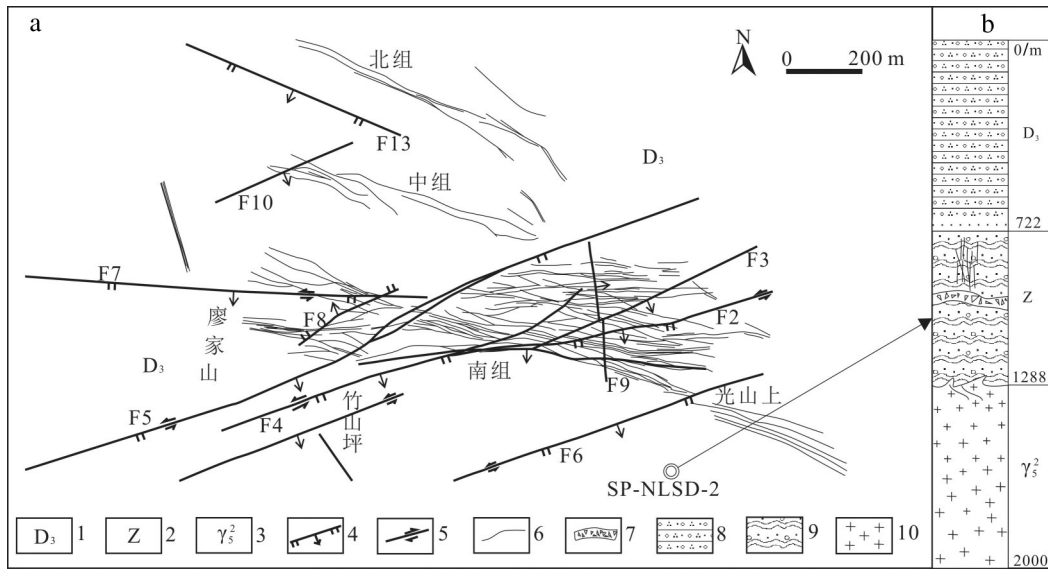 a
北组
N
0 200 m
F13
D₃
中组
F10
F7
F3
廖家山
F8
F2
D₃
南组
F9
光山上
F5
F4
竹山坪
F6
SP-NLSD-2
D₃ 1
Z 2
γ₅² 3
4
5
6
7
8
9
10
b
0/m
D₃
722
Z
1288
γ₅²
2000